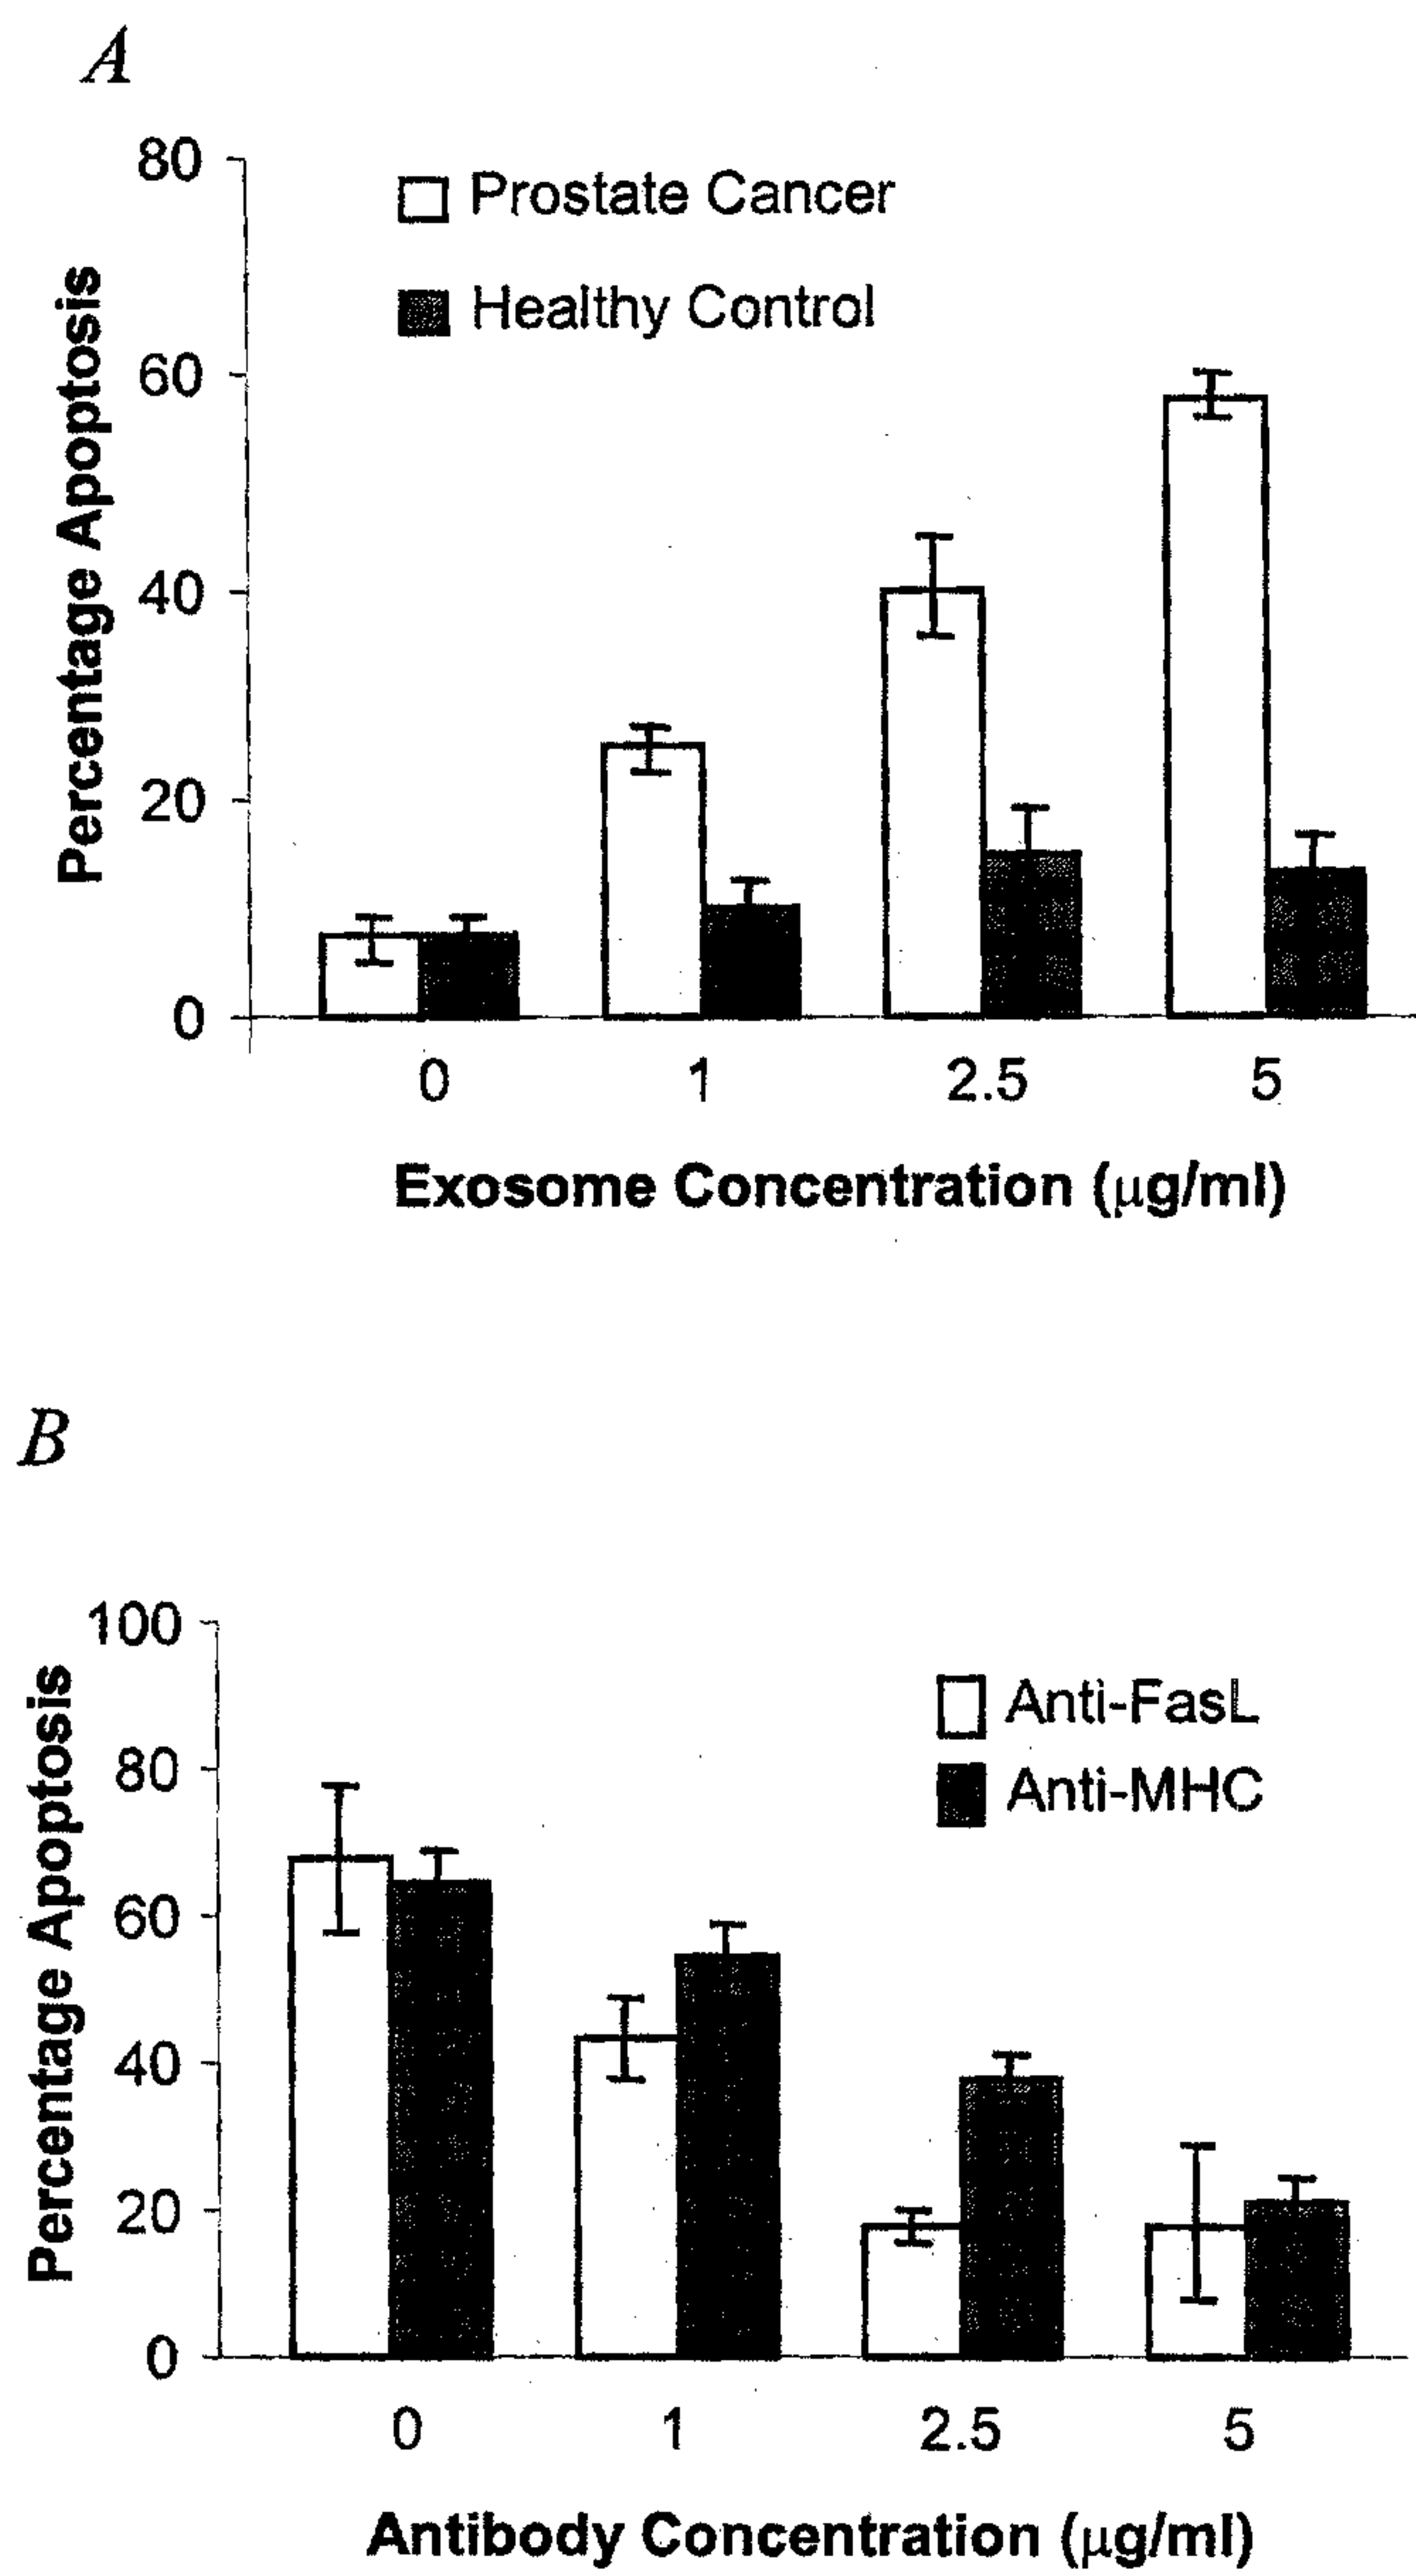 A
80
Prostate Cancer
Healthy Control
60
40
20
0
Percentage Apoptosis
0 1 2.5 5
Exosome Concentration (µg/ml)
B
100
Anti-FasL
80
Anti-MHC
60
40
20
0
Percentage Apoptosis
0 1 2.5 5
Antibody Concentration (µg/ml)